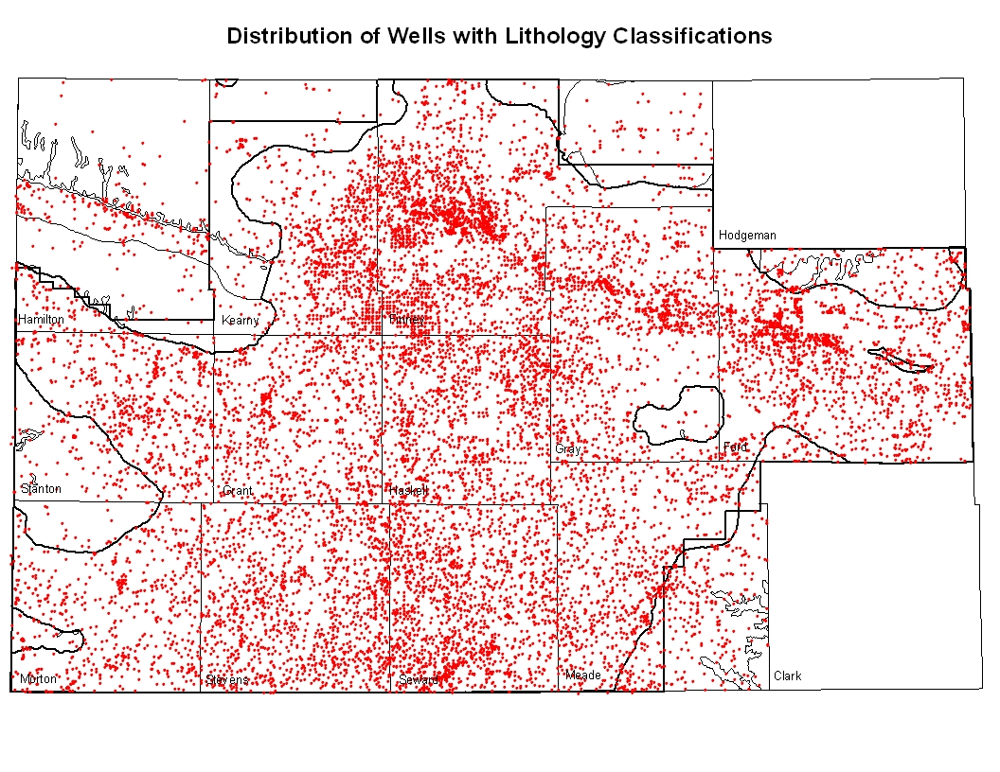 Distribution of Wells with Lithology Classifications
Hodgeman
Hamilton
Kearny
Finney
Gray
Ford
Stanton
Grant
Haskell
Morton
Stevens
Seward
Meade
Clark